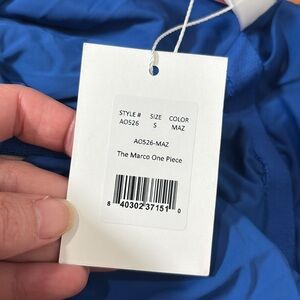 STYLE # SIZE COLOR
AO526 S MAZ
AO526-MAZ
The Marco One Piece
8 40302 37151 0